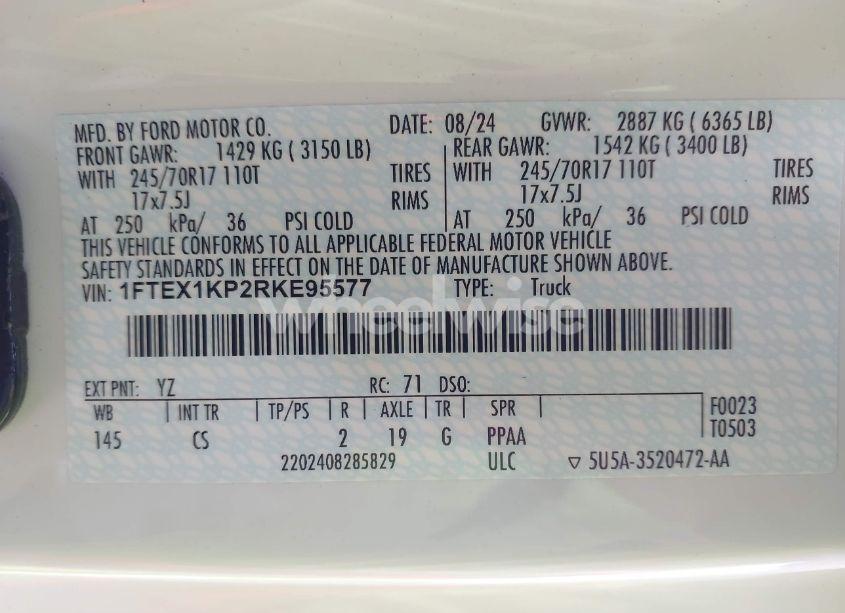 MFD. BY FORD MOTOR CO. DATE: 08/24 GVWR: 2887 KG ( 6365 LB)
FRONT GAWR: 1429 KG ( 3150 LB) REAR GAWR: 1542 KG ( 3400 LB)
WITH 245/70R17 110T TIRES WITH 245/70R17 110T TIRES
17x7.5J RIMS 17x7.5J RIMS
AT 250 kPa/ 36 PSI COLD AT 250 kPa/ 36 PSI COLD
THIS VEHICLE CONFORMS TO ALL APPLICABLE FEDERAL MOTOR VEHICLE
SAFETY STANDARDS IN EFFECT ON THE DATE OF MANUFACTURE SHOWN ABOVE.
VIN: 1FTEX1KP2RKE95577 TYPE: Truck
wheelwise
EXT PNT: YZ RC: 71 DSO:
WB INT TR TP/PS R AXLE TR SPR F0023
145 CS 2 19 G PPAA T0503
2202408285829 ULC ▽ 5U5A-3520472-AA